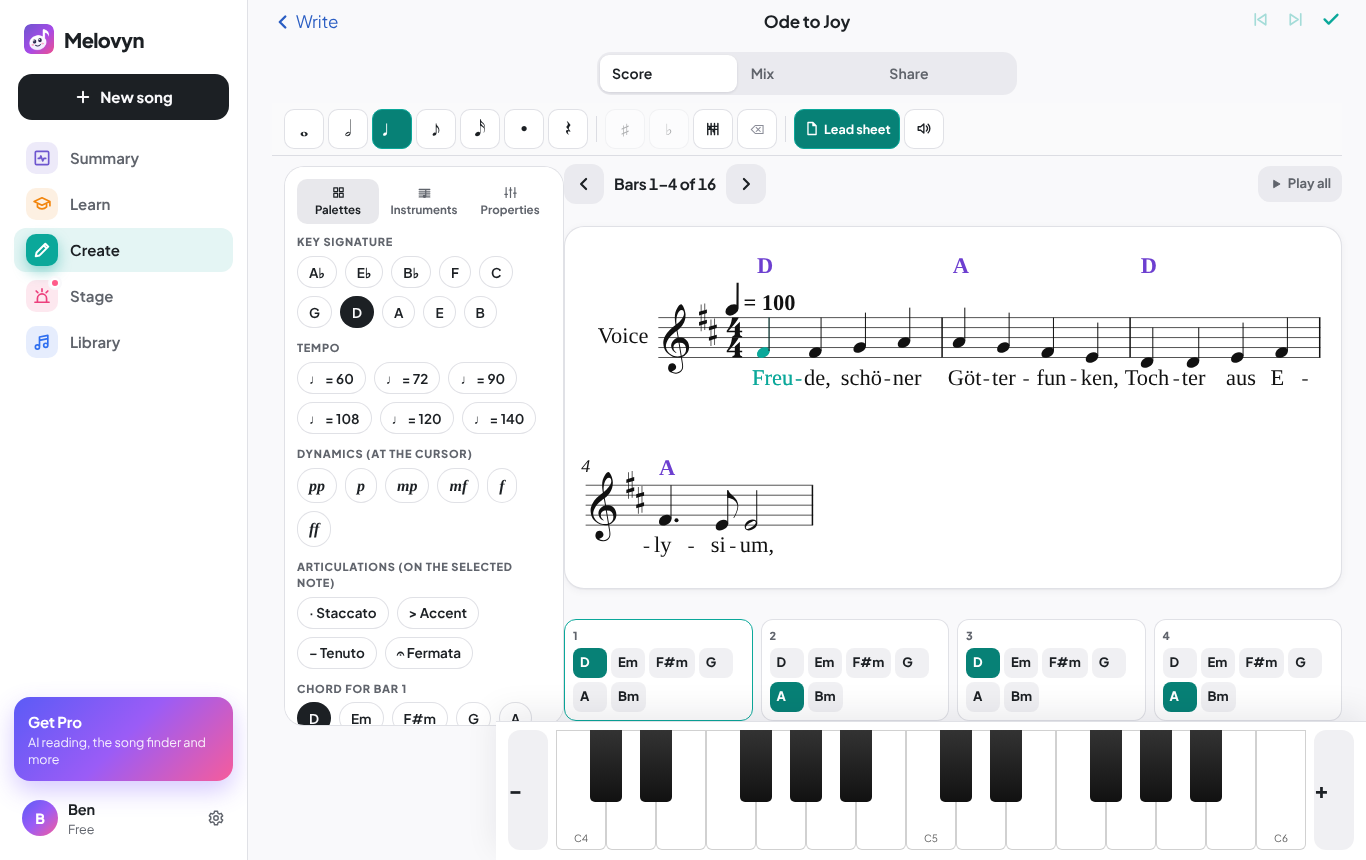 Melovyn
New song
Summary
Learn
Create
Stage
Library
Get Pro
AI reading, the song finder and
more
B
Ben
Free
Write
Ode to Joy
Score Mix Share
Lead sheet
Palettes Instruments Properties
KEY SIGNATURE
A♭ E♭ B♭ F C
G D A E B
TEMPO
♩ = 60 ♩ = 72 ♩ = 90
♩ = 108 ♩ = 120 ♩ = 140
DYNAMICS (AT THE CURSOR)
pp p mp mf f
ff
ARTICULATIONS (ON THE SELECTED
NOTE)
· Staccato > Accent
– Tenuto 𝄐 Fermata
CHORD FOR BAR 1
D Em F#m G A
Bars 1–4 of 16
Play all
D A D
♩ = 100
Voice
4
4
Freu-de, schö-ner Göt-ter - fun-ken, Toch-ter aus E -
4 A
-ly - si-um,
1
D Em F#m G
A Bm
2
D Em F#m G
A Bm
3
D Em F#m G
A Bm
4
D Em F#m G
A Bm
– +
C4 C5 C6